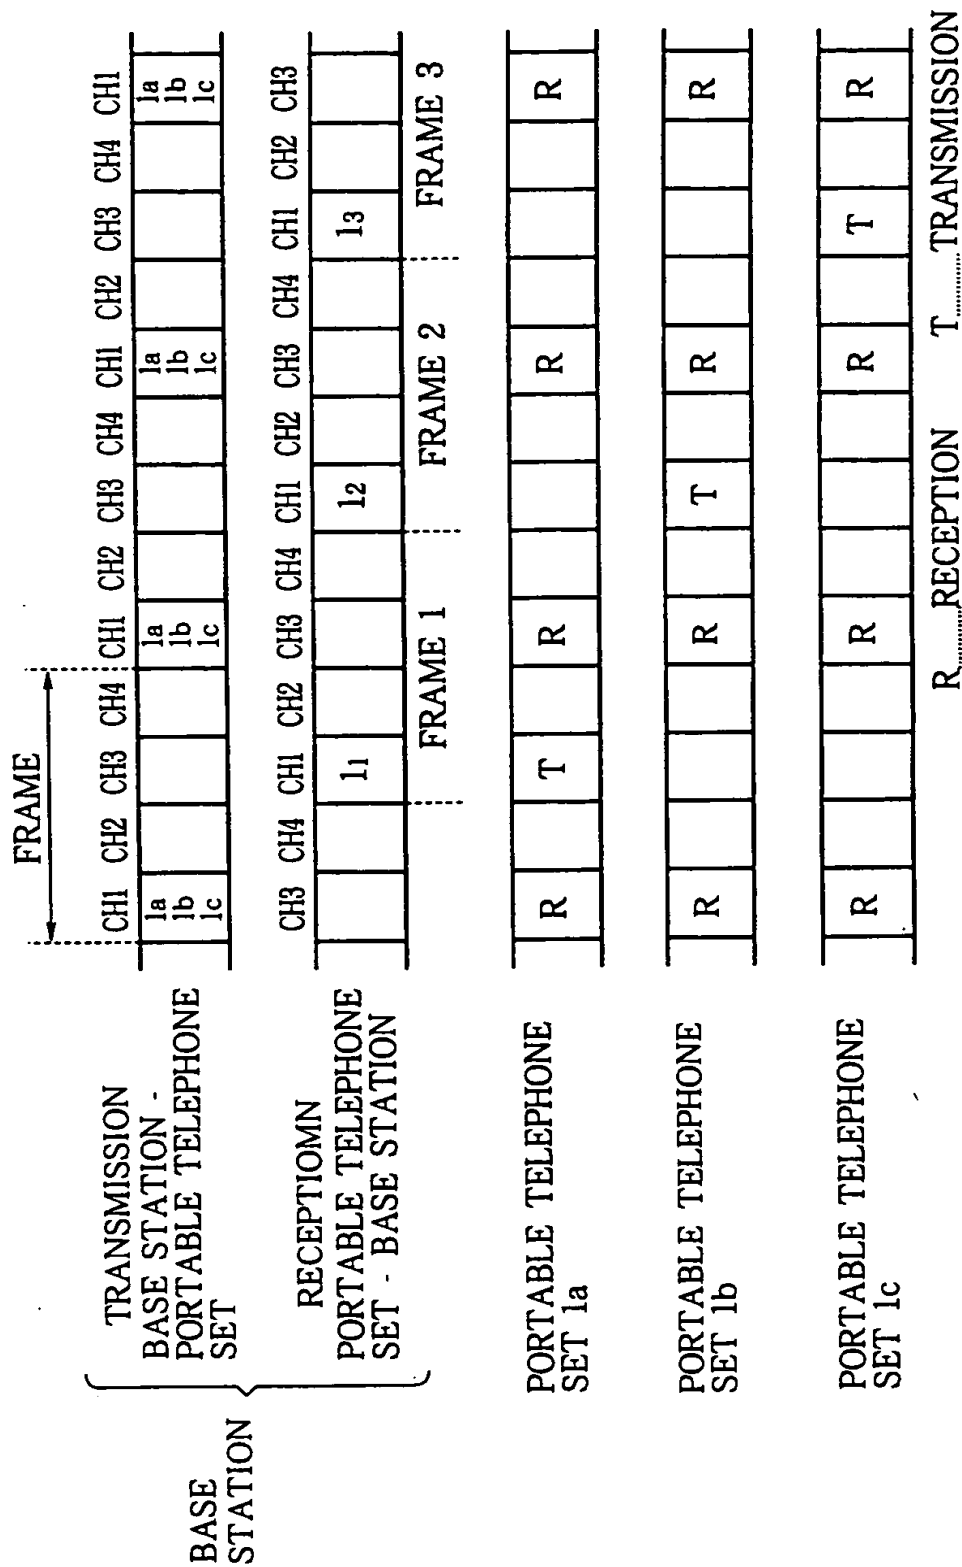 FRAME
CH1 CH2 CH3 CH4 CH1 CH2 CH3 CH4 CH1 CH2 CH3 CH4 CH1
BASE STATION
TRANSMISSION
BASE STATION -
PORTABLE TELEPHONE
SET
1a 1a 1a 1a
1b 1b 1b 1b
1c 1c 1c 1c
CH3 CH4 CH1 CH2 CH3 CH4 CH1 CH2 CH3 CH4 CH1 CH2 CH3
RECEPTIOMN
PORTABLE TELEPHONE
SET - BASE STATION
11 12 13
FRAME 1 FRAME 2 FRAME 3
PORTABLE TELEPHONE
SET 1a
R T R R R
PORTABLE TELEPHONE
SET 1b
R R T R R
PORTABLE TELEPHONE
SET 1c
R R R T R
R........RECEPTION T........TRANSMISSION